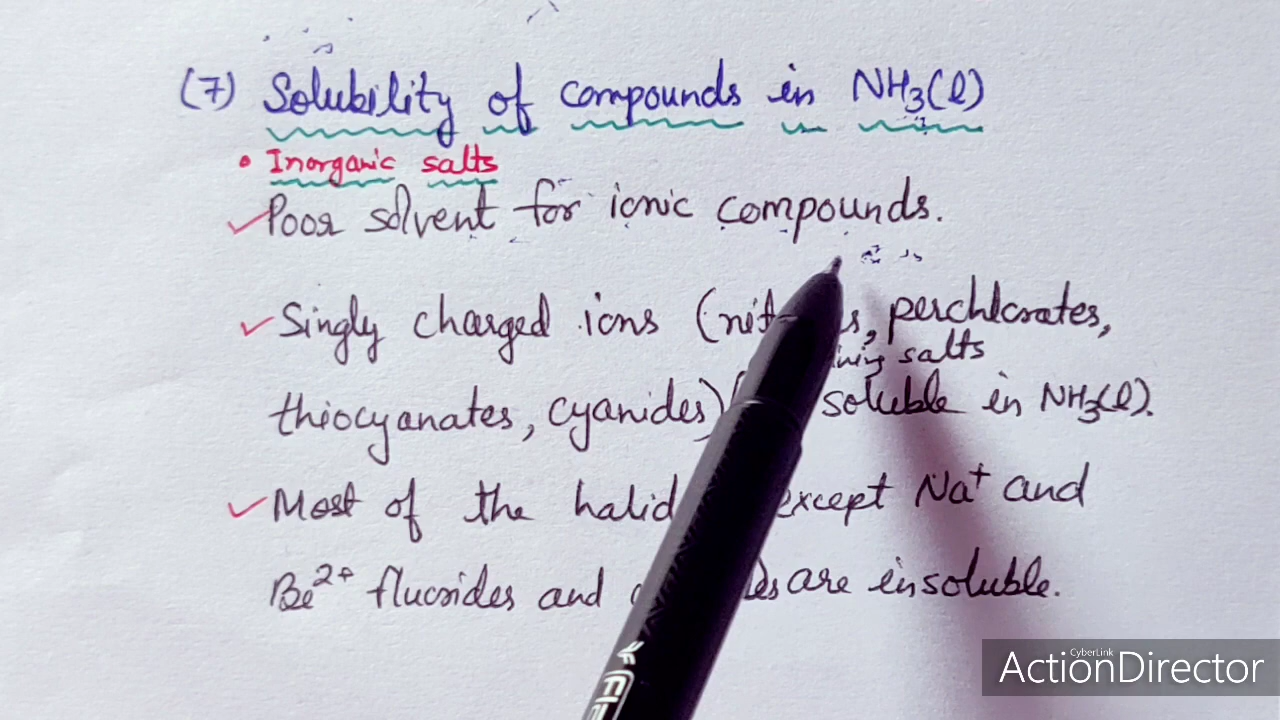 (7) Solubility of compounds in NH3(l)
• Inorganic salts
Poor solvent for ionic compounds.
Singly charged ions (nit s, perchlorates,
salts
thiocyanates, cyanides) soluble in NH3(l).
Most of the halid except Na+ and
Be2+ fluorides and are insoluble.
CyberLink
ActionDirector